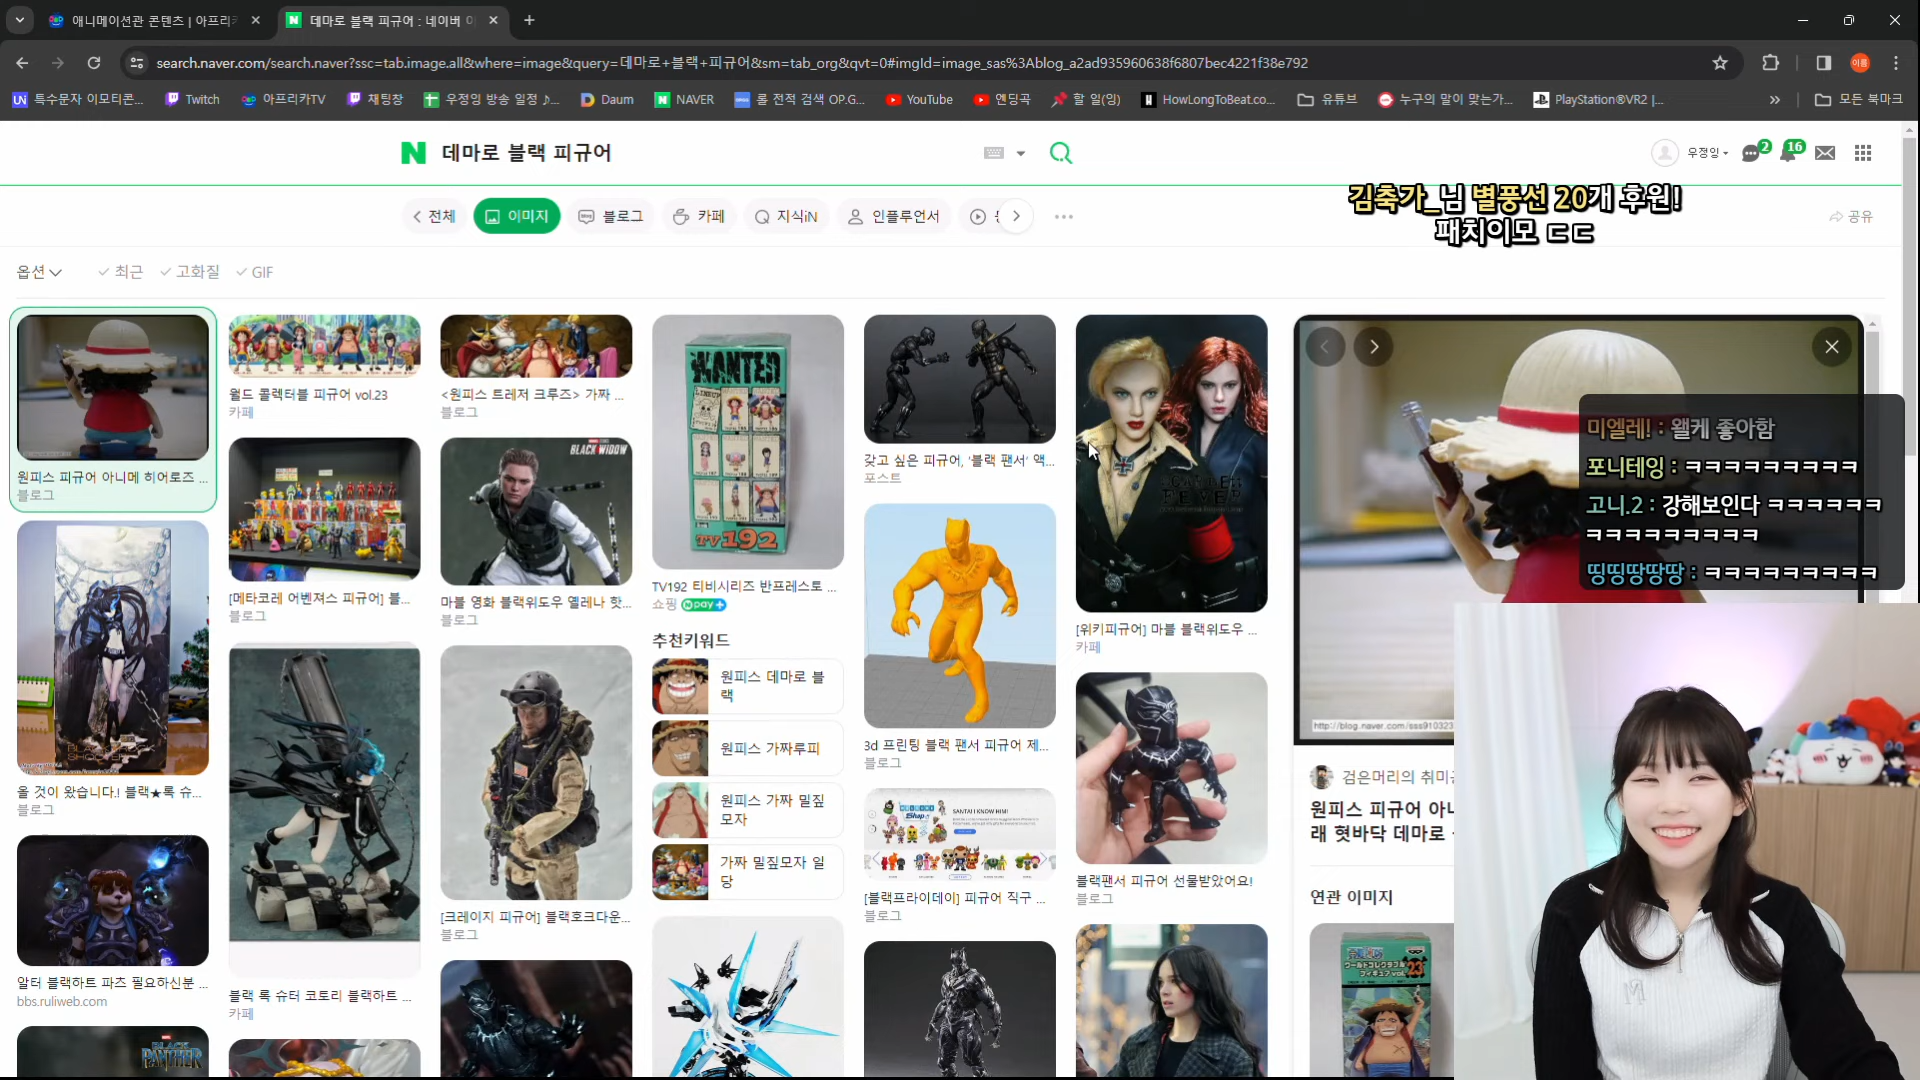 애니메이션관 콘텐츠 | 아프리카
데마로 블랙 피규어 : 네이버 이
search.naver.com/search.naver?ssc=tab.image.all&where=image&query=데마로+블랙+피규어&sm=tab_org&qvt=0#imgId=image_sas%3Ablog_a2ad935960638f6807bec4221f38e792
이름
특수문자 이모티콘... Twitch 아프리카TV 채팅창 우정잉 방송 일정 ♪... Daum NAVER 롤 전적 검색 OP.G... YouTube 엔딩곡 할 일(잉) HowLongToBeat.co... 유튜브 누구의 말이 맞는가... PlayStation®VR2 |... 모든 북마크
데마로 블랙 피규어
우정잉
2
16
김축가_님 별풍선 20개 후원!
패치이모 ㄷㄷ
전체 이미지 블로그 카페 지식iN 인플루언서
공유
옵션 최근 고화질 GIF
원피스 피규어 아니메 히어로즈 ...
블로그
올 것이 왔습니다.! 블랙★록 슈...
블로그
알터 블랙하트 파츠 필요하신분 ...
bbs.ruliweb.com
BLACK
PANTHER
월드 콜렉터블 피규어 vol.23
카페
[메타코레 어벤져스 피규어] 블...
블로그
블랙 록 슈터 코토리 블랙하트 ...
카페
<원피스 트레저 크루즈> 가짜 ...
블로그
BLACK WIDOW
마블 영화 블랙위도우 옐레나 핫...
블로그
[크레이지 피규어] 블랙호크다운...
블로그
WANTED
TV192
TV192 티비시리즈 반프레스토 ...
쇼핑 N pay+
추천키워드
원피스 데마로 블
랙
원피스 가짜루피
원피스 가짜 밀짚
모자
가짜 밀짚모자 일
당
갖고 싶은 피규어, '블랙 팬서' 액...
포스트
3d 프린팅 블랙 팬서 피규어 제...
블로그
SANTA! I KNOW HIM!
[블랙프라이데이] 피규어 직구 ...
블로그
[위키피규어] 마블 블랙위도우 ...
카페
블랙팬서 피규어 선물받았어요!
블로그
미엘레! : 왤케 좋아함
포니테잉 : ㅋㅋㅋㅋㅋㅋㅋㅋㅋ
고니.2 : 강해보인다 ㅋㅋㅋㅋㅋㅋ
ㅋㅋㅋㅋㅋㅋㅋㅋㅋ
띵띵땅땅땅 : ㅋㅋㅋㅋㅋㅋㅋㅋㅋ
http://blog.naver.com/sss910323
검은머리의 취미
원피스 피규어 아니
래 혓바닥 데마로
연관 이미지
23
M